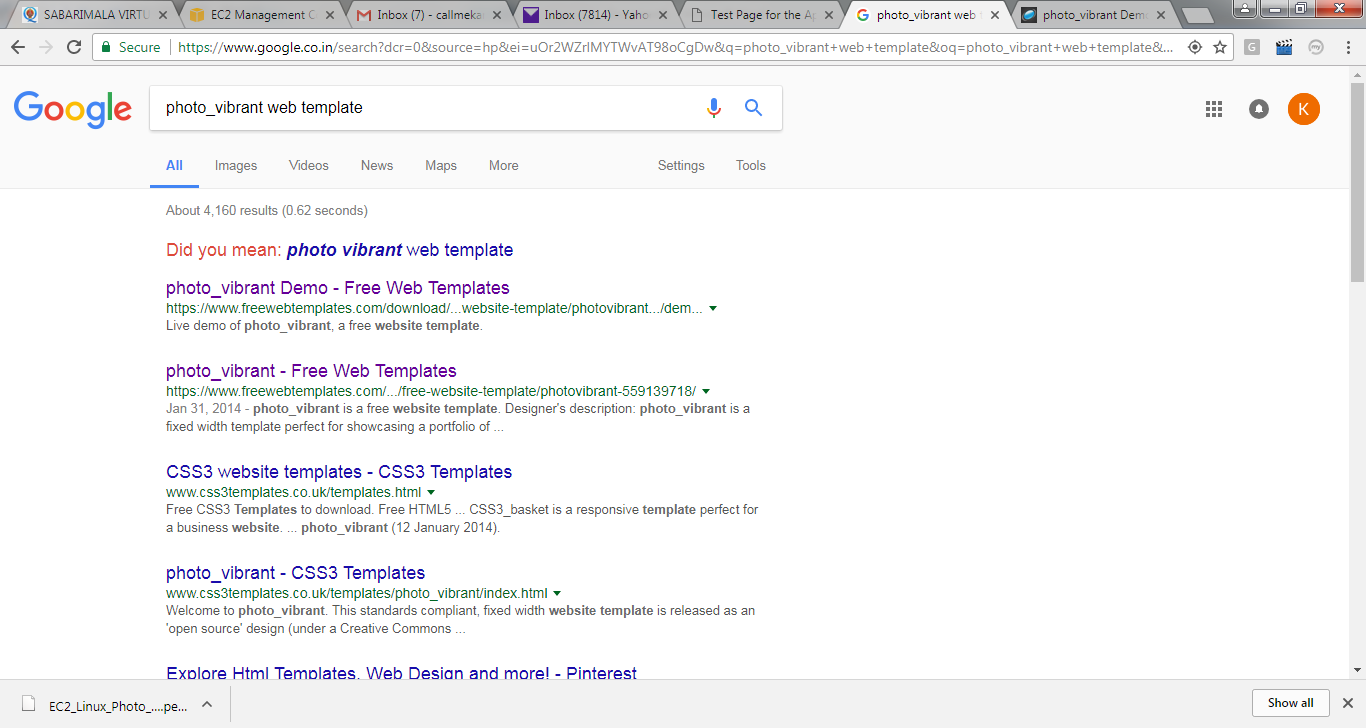 SABARIMALA VIRTU
EC2 Management C
Inbox (7) - callmeka
Inbox (7814) - Yaho
Test Page for the Ap
photo_vibrant web t
photo_vibrant Dem
Secure
https://www.google.co.in/search?dcr=0&source=hp&ei=uOr2WZrlMYTWvAT98oCgDw&q=photo_vibrant+web+template&oq=photo_vibrant+web+template&...
G
my
Google
photo_vibrant web template
K
All
Images
Videos
News
Maps
More
Settings
Tools
About 4,160 results (0.62 seconds)
Did you mean: photo vibrant web template
photo_vibrant Demo - Free Web Templates
https://www.freewebtemplates.com/download/...website-template/photovibrant.../dem...
Live demo of photo_vibrant, a free website template.
photo_vibrant - Free Web Templates
https://www.freewebtemplates.com/.../free-website-template/photovibrant-559139718/
Jan 31, 2014 - photo_vibrant is a free website template. Designer's description: photo_vibrant is a
fixed width template perfect for showcasing a portfolio of ...
CSS3 website templates - CSS3 Templates
www.css3templates.co.uk/templates.html
Free CSS3 Templates to download. Free HTML5 ... CSS3_basket is a responsive template perfect for
a business website. ... photo_vibrant (12 January 2014).
photo_vibrant - CSS3 Templates
www.css3templates.co.uk/templates/photo_vibrant/index.html
Welcome to photo_vibrant. This standards compliant, fixed width website template is released as an
'open source' design (under a Creative Commons ...
Explore Html Templates, Web Design and more! - Pinterest
EC2_Linux_Photo_....pe...
Show all